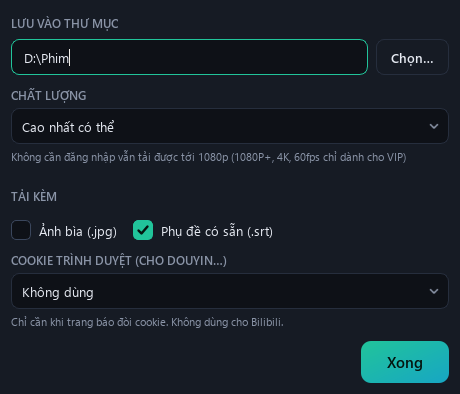 LƯU VÀO THƯ MỤC
D:\Phim
Chọn...
CHẤT LƯỢNG
Cao nhất có thể
Không cần đăng nhập vẫn tải được tới 1080p (1080P+, 4K, 60fps chỉ dành cho VIP)
TẢI KÈM
Ảnh bìa (.jpg)
Phụ đề có sẵn (.srt)
COOKIE TRÌNH DUYỆT (CHO DOUYIN...)
Không dùng
Chỉ cần khi trang báo đòi cookie. Không dùng cho Bilibili.
Xong